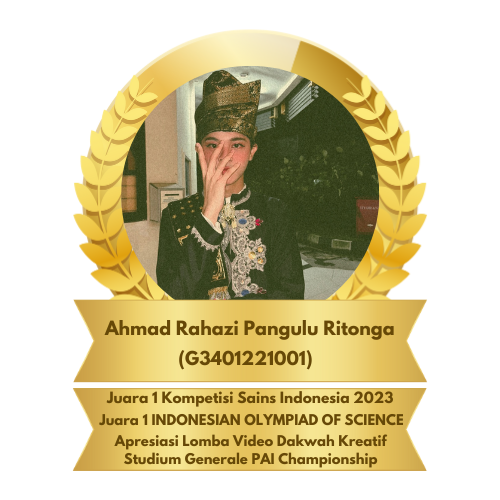 Ahmad Rahazi Pangulu Ritonga
(G3401221001)
Juara 1 Kompetisi Sains Indonesia 2023
Juara 1 INDONESIAN OLYMPIAD OF SCIENCE
Apresiasi Lomba Video Dakwah Kreatif
Studium Generale PAI Championship